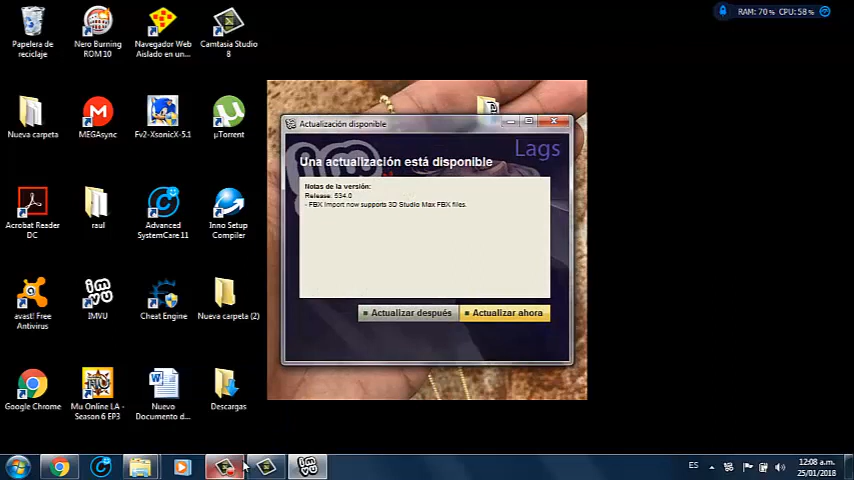 RAM: 70% CPU: 58%
Papelera de
reciclaje
Nero Burning
ROM 10
Navegador Web
Aislado en un...
Camtasia Studio
8
Nueva carpeta
MEGAsync
Fv2-XsonicX-5.1
µTorrent
Acrobat Reader
DC
raul
Advanced
SystemCare 11
Inno Setup
Compiler
avast! Free
Antivirus
IMVU
Cheat Engine
Nueva carpeta (2)
Google Chrome
Mu Online LA -
Season 6 EP3
Nuevo
Documento d...
Descargas
Actualización disponible
Lags
Una actualización está disponible
Notas de la versión:
Release: 534.0
- FBX Import now supports 3D Studio Max FBX files.
Actualizar después
Actualizar ahora
ES
12:08 a.m.
25/01/2018